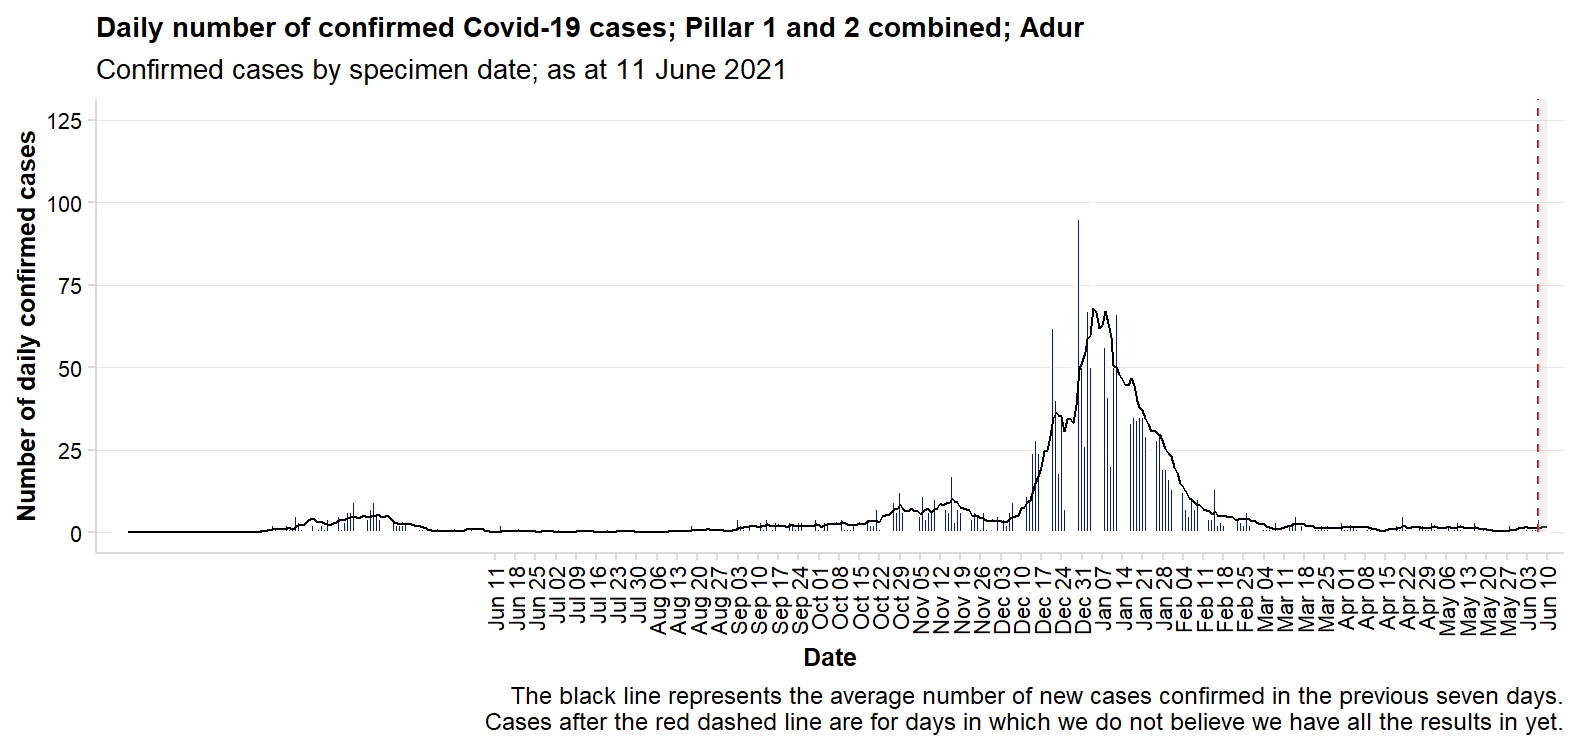 Daily number of confirmed Covid-19 cases; Pillar 1 and 2 combined; Adur
Confirmed cases by specimen date; as at 11 June 2021
Number of daily confirmed cases
125
100
75
50
25
0
Jun 11
Jun 18
Jun 25
Jul 02
Jul 09
Jul 16
Jul 23
Jul 30
Aug 06
Aug 13
Aug 20
Aug 27
Sep 03
Sep 10
Sep 17
Sep 24
Oct 01
Oct 08
Oct 15
Oct 22
Oct 29
Nov 05
Nov 12
Nov 19
Nov 26
Dec 03
Dec 10
Dec 17
Dec 24
Dec 31
Jan 07
Jan 14
Jan 21
Jan 28
Feb 04
Feb 11
Feb 18
Feb 25
Mar 04
Mar 11
Mar 18
Mar 25
Apr 01
Apr 08
Apr 15
Apr 22
Apr 29
May 06
May 13
May 20
May 27
Jun 03
Jun 10
Date
The black line represents the average number of new cases confirmed in the previous seven days.
Cases after the red dashed line are for days in which we do not believe we have all the results in yet.